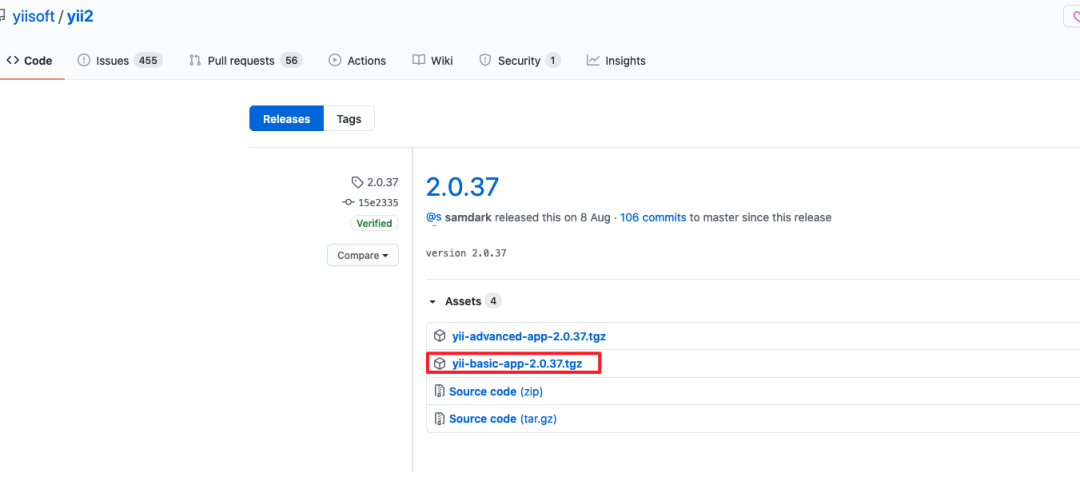 yiisoft / yii2
Code Issues 455 Pull requests 56 Actions Wiki Security 1 Insights
Releases Tags
2.0.37
15e2335
Verified
Compare
2.0.37
@s samdark released this on 8 Aug · 106 commits to master since this release
version 2.0.37
Assets 4
yii-advanced-app-2.0.37.tgz
yii-basic-app-2.0.37.tgz
Source code (zip)
Source code (tar.gz)